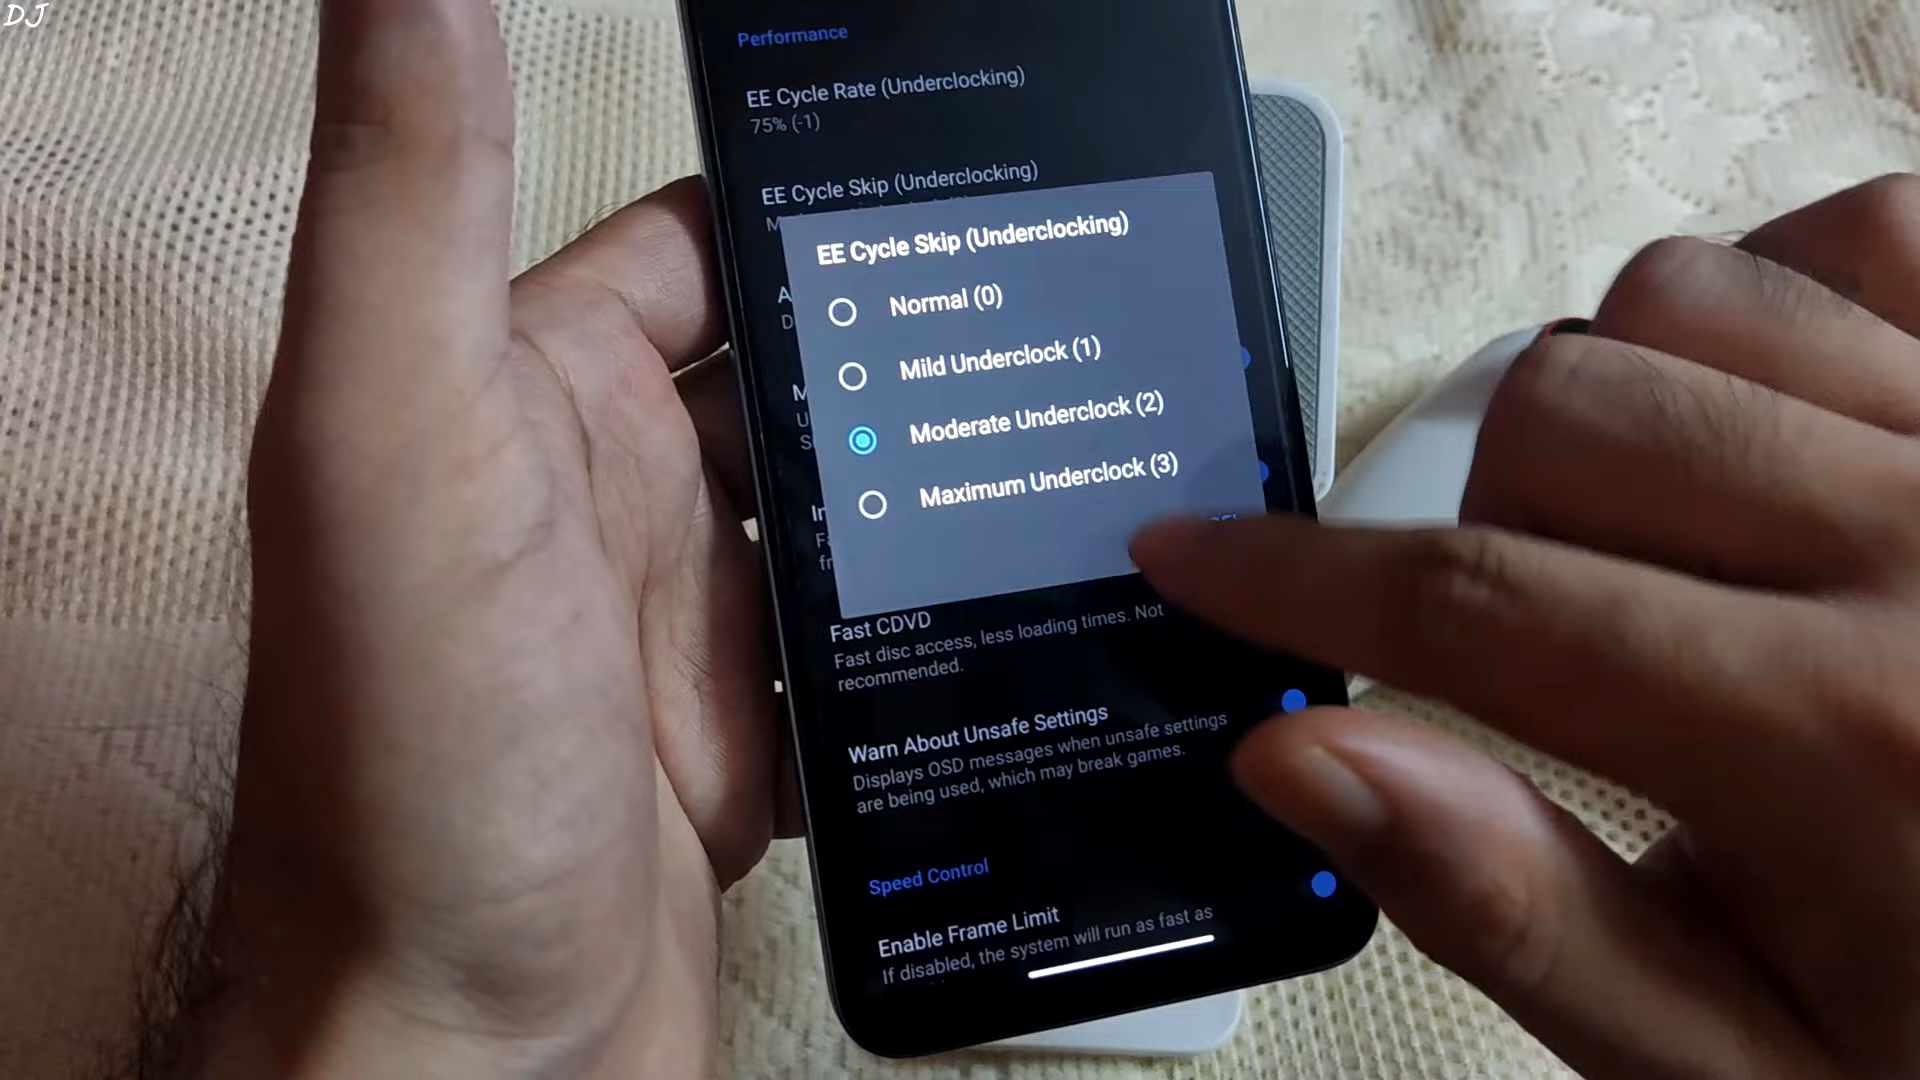 DJ
Performance
EE Cycle Rate (Underclocking)
75% (-1)
EE Cycle Skip (Underclocking)
EE Cycle Skip (Underclocking)
Normal (0)
Mild Underclock (1)
Moderate Underclock (2)
Maximum Underclock (3)
Fast CDVD
Fast disc access, less loading times. Not
recommended.
Warn About Unsafe Settings
Displays OSD messages when unsafe settings
are being used, which may break games.
Speed Control
Enable Frame Limit
If disabled, the system will run as fast as